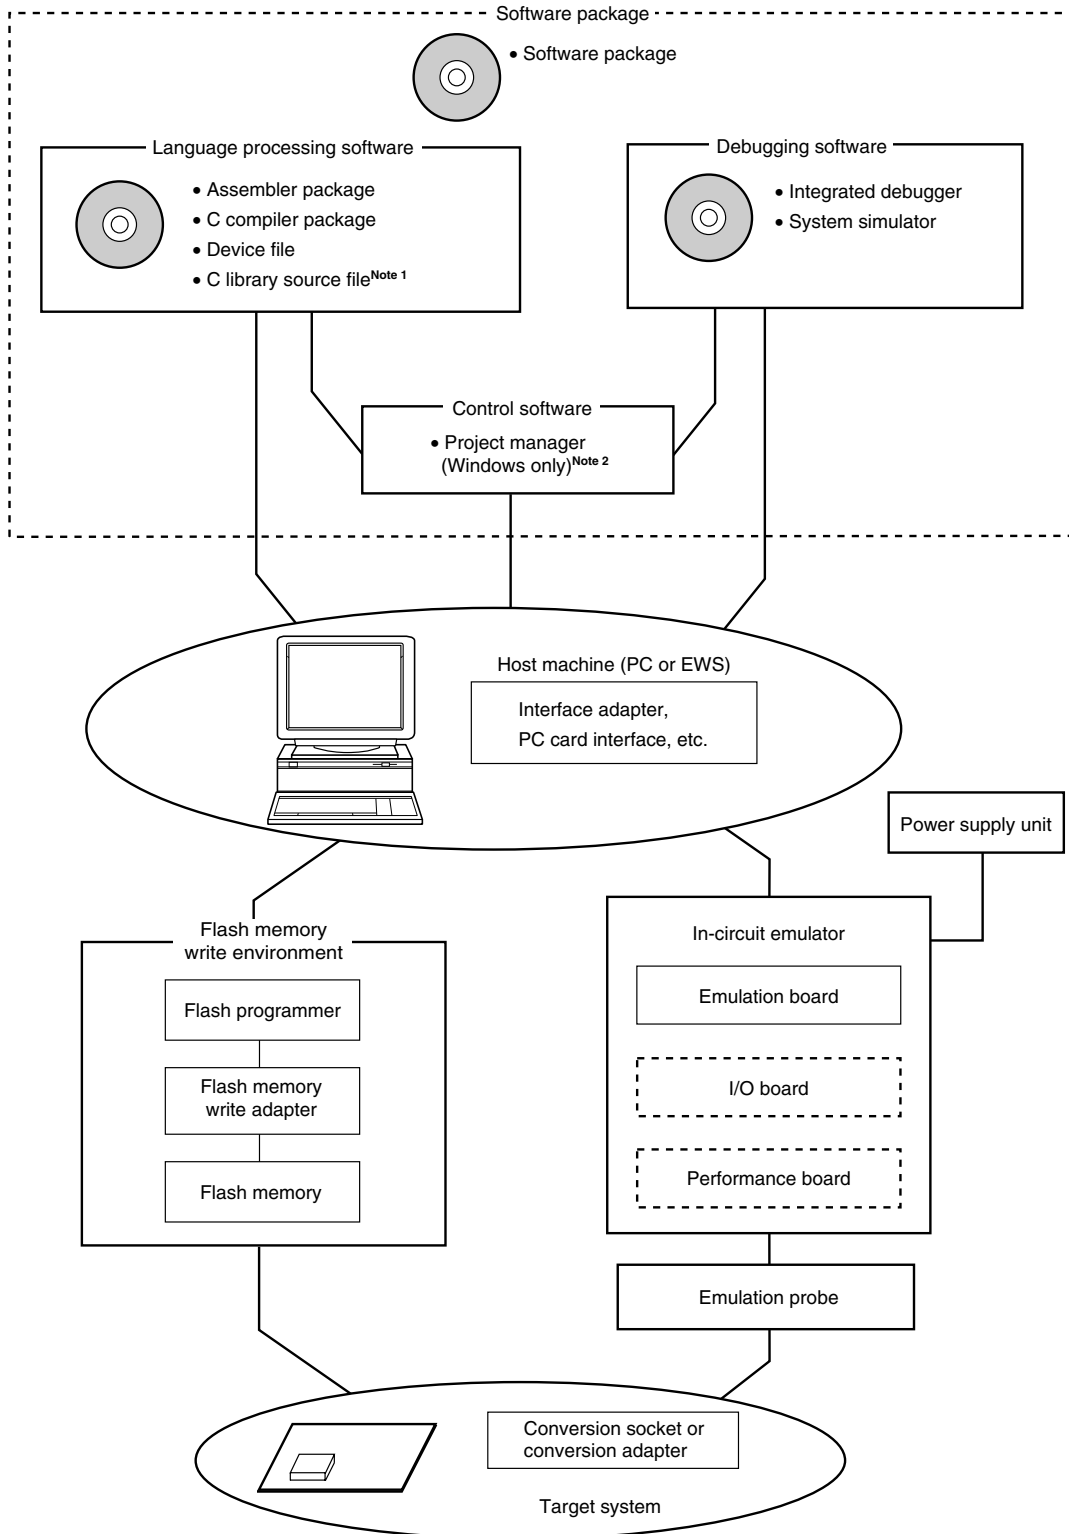 Software package
• Software package
Language processing software
• Assembler package
• C compiler package
• Device file
• C library source fileNote 1
Debugging software
• Integrated debugger
• System simulator
Control software
• Project manager
(Windows only)Note 2
Host machine (PC or EWS)
Interface adapter,
PC card interface, etc.
Power supply unit
Flash memory
write environment
Flash programmer
Flash memory
write adapter
Flash memory
In-circuit emulator
Emulation board
I/O board
Performance board
Emulation probe
Conversion socket or
conversion adapter
Target system